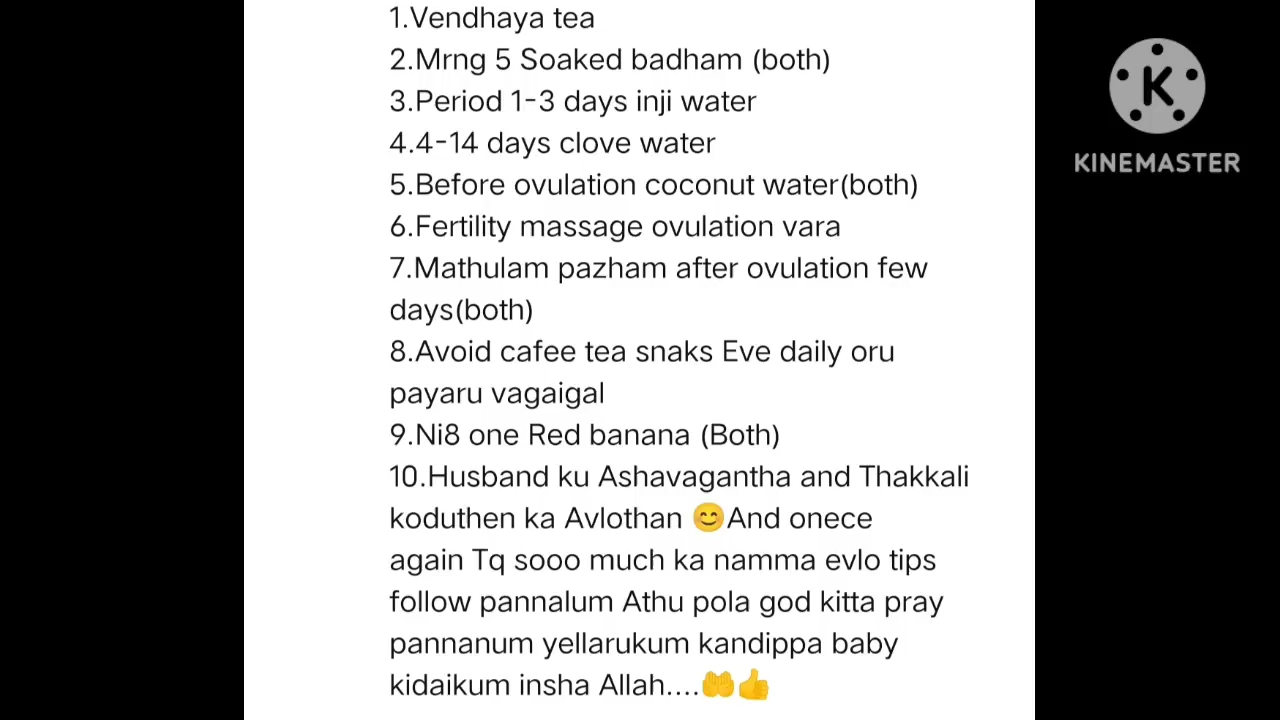 1.Vendhaya tea
2.Mrng 5 Soaked badham (both)
3.Period 1-3 days inji water
4.4-14 days clove water
5.Before ovulation coconut water(both)
6.Fertility massage ovulation vara
7.Mathulam pazham after ovulation few
days(both)
8.Avoid cafee tea snaks Eve daily oru
payaru vagaigal
9.Ni8 one Red banana (Both)
10.Husband ku Ashavagantha and Thakkali
koduthen ka Avlothan 😊And onece
again Tq sooo much ka namma evlo tips
follow pannalum Athu pola god kitta pray
pannanum yellarukum kandippa baby
kidaikum insha Allah....🤲👍
K
KINEMASTER